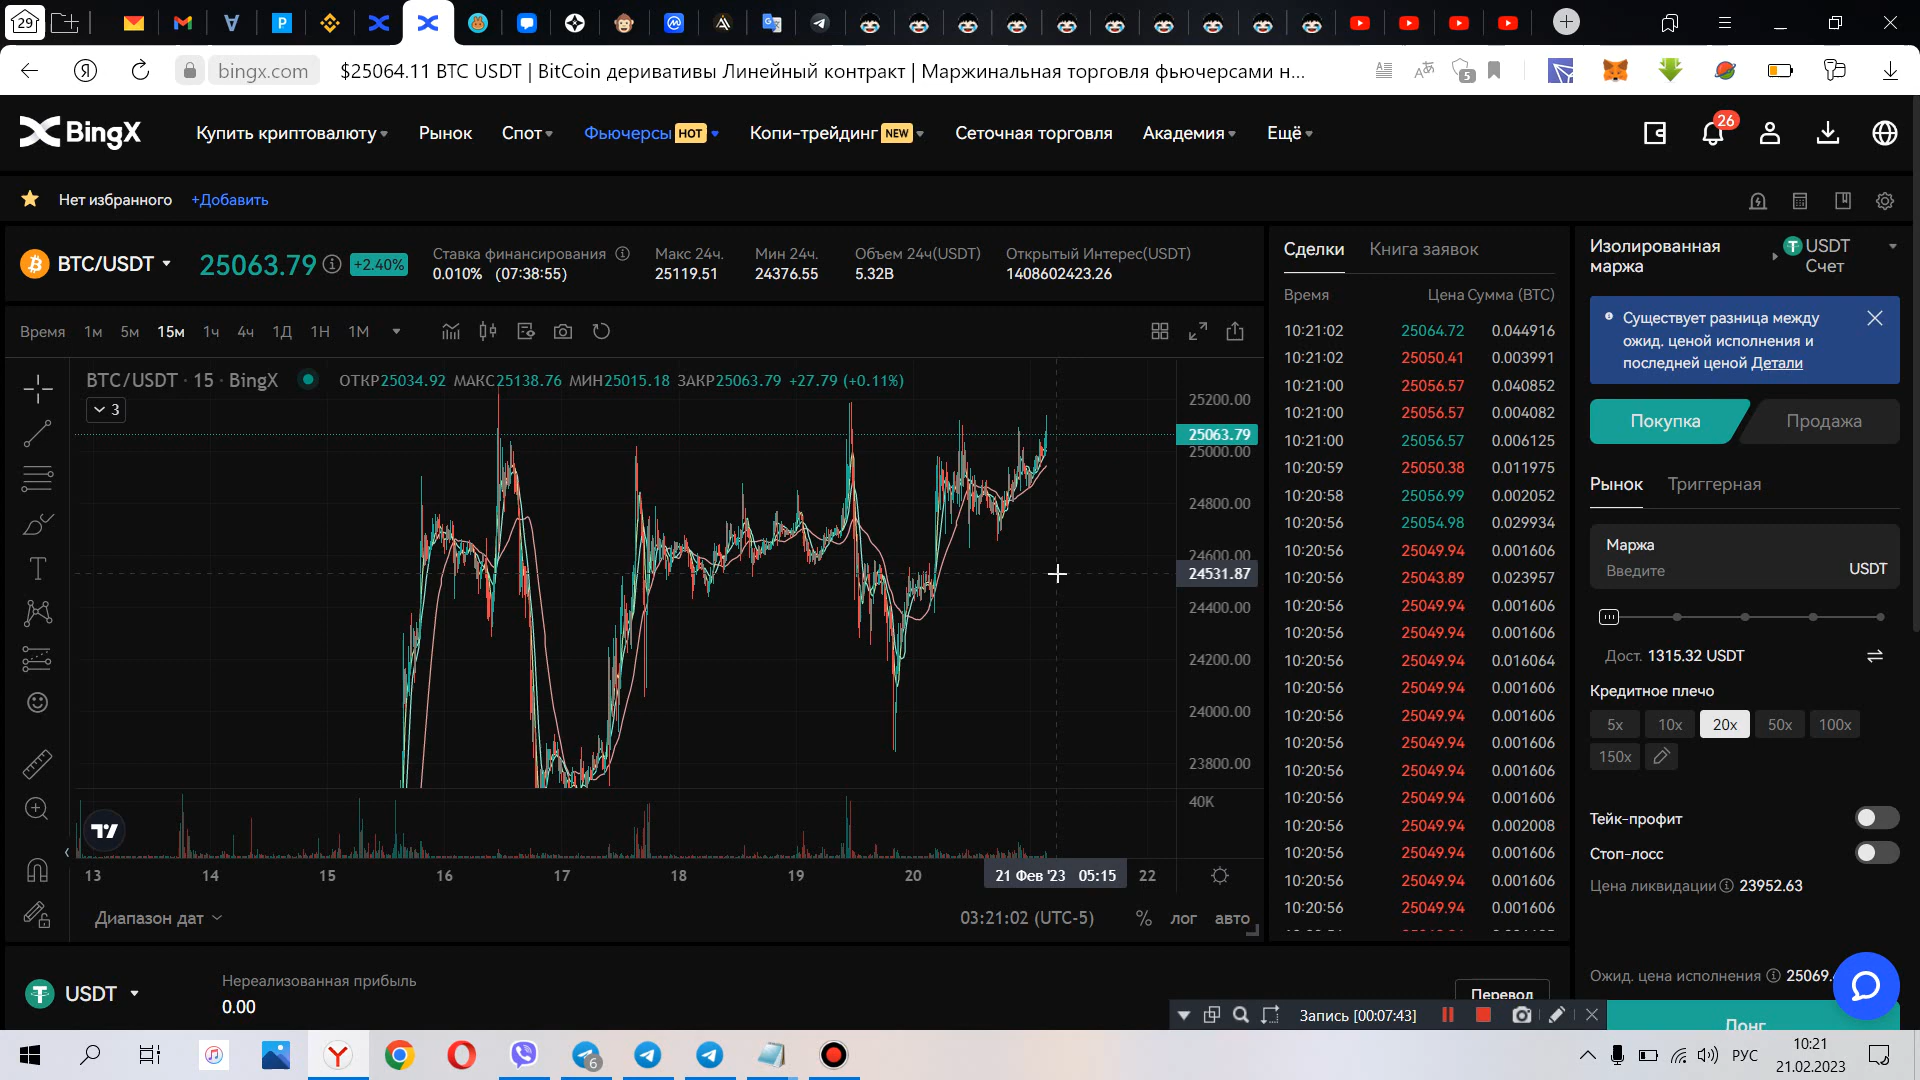 29
bingx.com
$25064.11 BTC USDT | BitCoin деривативы Линейный контракт | Маржинальная торговля фьючерсами н...
5
BingX
Купить криптовалюту
Рынок
Спот
Фьючерсы HOT
Копи-трейдинг NEW
Сеточная торговля
Академия
Ещё
26
Нет избранного +Добавить
BTC/USDT
25063.79
+2.40%
Ставка финансирования
0.010% (07:38:55)
Макс 24ч.
25119.51
Мин 24ч.
24376.55
Объем 24ч(USDT)
5.32B
Открытый Интерес(USDT)
1408602423.26
Время 1м 5м 15м 1ч 4ч 1Д 1Н 1М
BTC/USDT · 15 · BingX
ОТКР25034.92 МАКС25138.76 МИН25015.18 ЗАКР25063.79 +27.79 (+0.11%)
3
25200.00
25063.79
25000.00
24800.00
24600.00
24531.87
24400.00
24200.00
24000.00
23800.00
40K
13 14 15 16 17 18 19 20 21 Фев '23 05:15 22
Диапазон дат
03:21:02 (UTC-5) % лог авто
Сделки Книга заявок
Время Цена Сумма (BTC)
10:21:02 25064.72 0.044916
10:21:02 25050.41 0.003991
10:21:00 25056.57 0.040852
10:21:00 25056.57 0.004082
10:21:00 25056.57 0.006125
10:20:59 25050.38 0.011975
10:20:58 25056.99 0.002052
10:20:56 25054.98 0.029934
10:20:56 25049.94 0.001606
10:20:56 25043.89 0.023957
10:20:56 25049.94 0.001606
10:20:56 25049.94 0.001606
10:20:56 25049.94 0.016064
10:20:56 25049.94 0.001606
10:20:56 25049.94 0.001606
10:20:56 25049.94 0.001606
10:20:56 25049.94 0.001606
10:20:56 25049.94 0.001606
10:20:56 25049.94 0.002008
10:20:56 25049.94 0.001606
10:20:56 25049.94 0.001606
10:20:56 25049.94 0.001606
Изолированная маржа
USDT Счет
Существует разница между
ожид. ценой исполнения и
последней ценой Детали
Покупка Продажа
Рынок Триггерная
Маржа
Введите USDT
Дост. 1315.32 USDT
Кредитное плечо
5x 10x 20x 50x 100x
150x
Тейк-профит
Стоп-лосс
Цена ликвидации 23952.63
Ожид. цена исполнения 25069.
Лонг
USDT
Нереализованная прибыль
0.00
Перевод
Запись [00:07:43]
6
РУС
10:21
21.02.2023